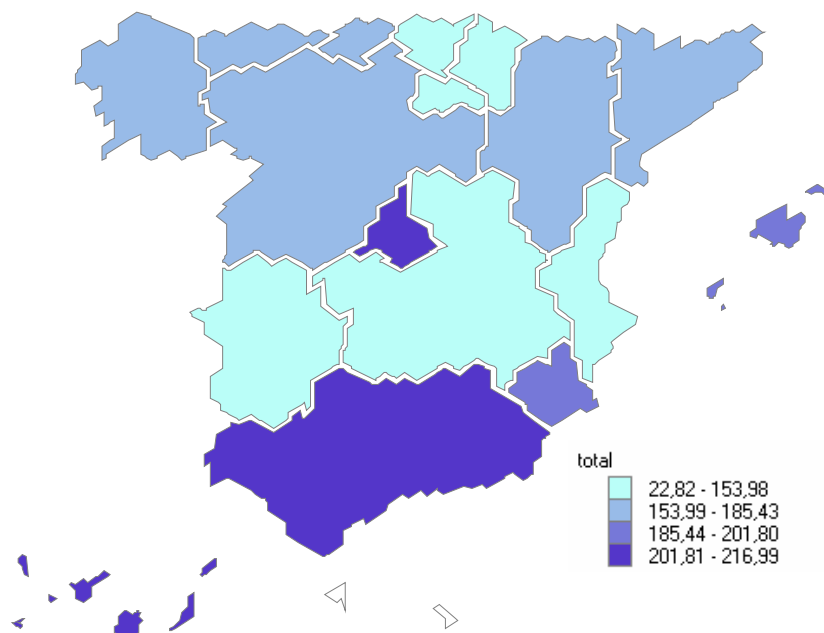 total
22,82 - 153,98
153,99 - 185,43
185,44 - 201,80
201,81 - 216,99